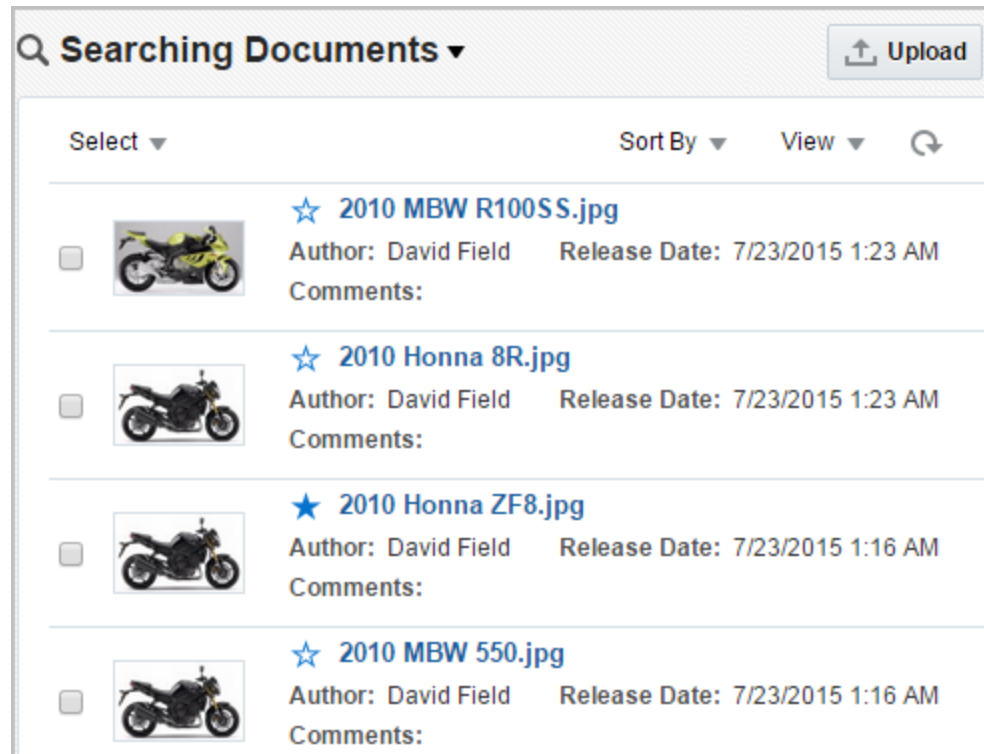 Searching Documents
Upload
Select Sort By View
2010 MBW R100SS.jpg
Author: David Field Release Date: 7/23/2015 1:23 AM
Comments:
2010 Honna 8R.jpg
Author: David Field Release Date: 7/23/2015 1:23 AM
Comments:
2010 Honna ZF8.jpg
Author: David Field Release Date: 7/23/2015 1:16 AM
Comments:
2010 MBW 550.jpg
Author: David Field Release Date: 7/23/2015 1:16 AM
Comments: